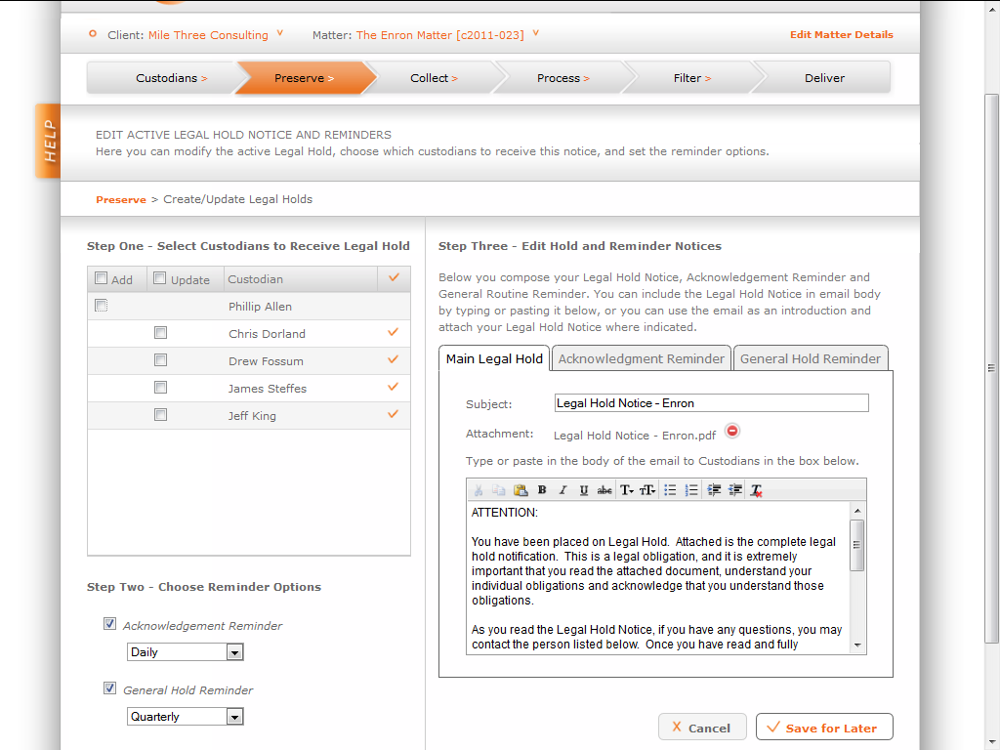 Client: Mile Three Consulting v Matter: The Enron Matter [c2011-023] v Edit Matter Details
Custodians > Preserve > Collect > Process > Filter > Deliver
HELP
EDIT ACTIVE LEGAL HOLD NOTICE AND REMINDERS
Here you can modify the active Legal Hold, choose which custodians to receive this notice, and set the reminder options.
Preserve > Create/Update Legal Holds
Step One - Select Custodians to Receive Legal Hold
Add Update Custodian
Phillip Allen
Chris Dorland
Drew Fossum
James Steffes
Jeff King
Step Two - Choose Reminder Options
Acknowledgement Reminder
Daily
General Hold Reminder
Quarterly
Step Three - Edit Hold and Reminder Notices
Below you compose your Legal Hold Notice, Acknowledgement Reminder and
General Routine Reminder. You can include the Legal Hold Notice in email body
by typing or pasting it below, or you can use the email as an introduction and
attach your Legal Hold Notice where indicated.
Main Legal Hold Acknowledgment Reminder General Hold Reminder
Subject: Legal Hold Notice - Enron
Attachment: Legal Hold Notice - Enron.pdf
Type or paste in the body of the email to Custodians in the box below.
B I U abc T TT T
ATTENTION:
You have been placed on Legal Hold. Attached is the complete legal
hold notification. This is a legal obligation, and it is extremely
important that you read the attached document, understand your
individual obligations and acknowledge that you understand those
obligations.
As you read the Legal Hold Notice, if you have any questions, you may
contact the person listed below. Once you have read and fully
X Cancel Save for Later